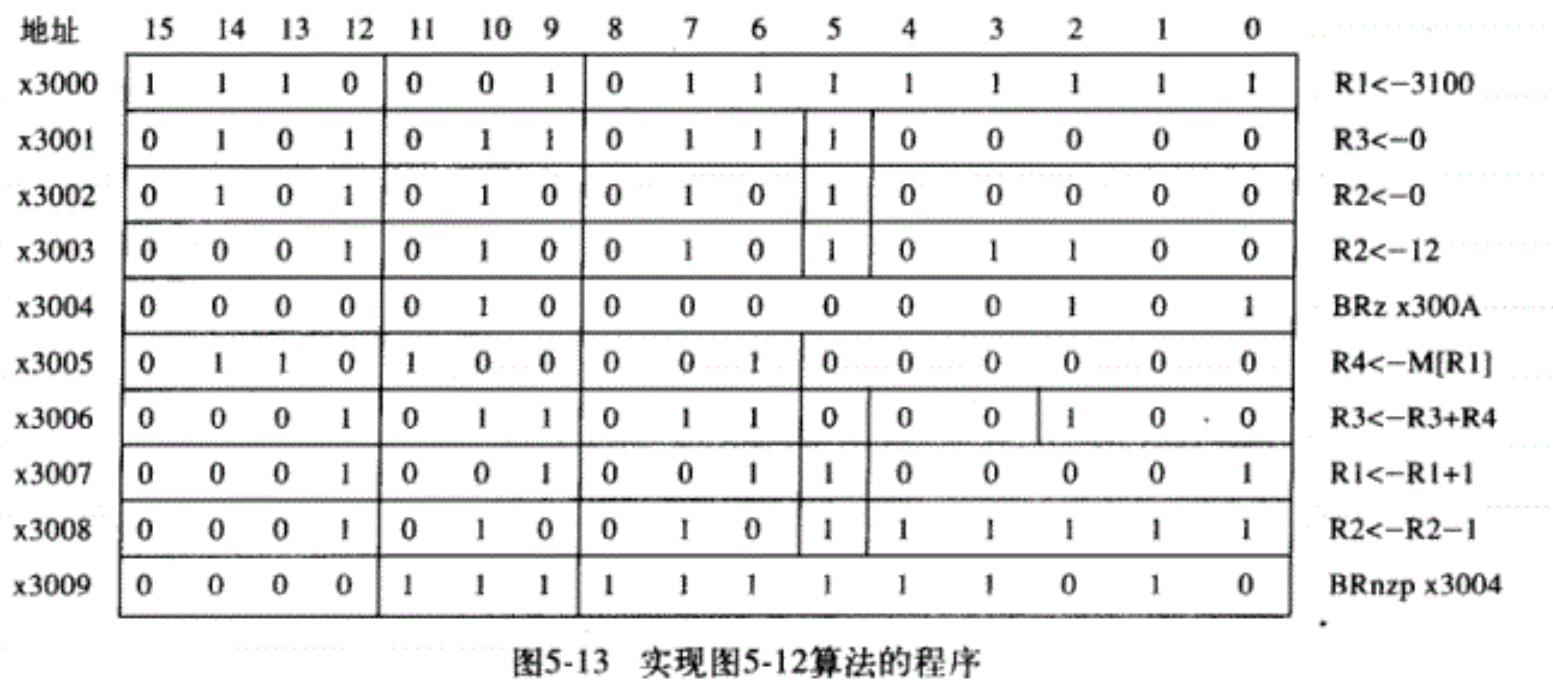 地址 15 14 13 12 11 10 9 8 7 6 5 4 3 2 1 0
x3000 1 1 1 0 0 0 1 0 1 1 1 1 1 1 1 1 R1<−3100
x3001 0 1 0 1 0 1 1 0 1 1 1 0 0 0 0 0 R3<−0
x3002 0 1 0 1 0 1 0 0 1 0 1 0 0 0 0 0 R2<−0
x3003 0 0 0 1 0 1 0 0 1 0 1 0 1 1 0 0 R2<−12
x3004 0 0 0 0 0 1 0 0 0 0 0 0 0 1 0 1 BRz x300A
x3005 0 1 1 0 1 0 0 0 0 1 0 0 0 0 0 0 R4<−M[R1]
x3006 0 0 0 1 0 1 1 0 1 1 0 0 0 1 0 0 R3<−R3+R4
x3007 0 0 0 1 0 0 1 0 0 1 1 0 0 0 0 1 R1<−R1+1
x3008 0 0 0 1 0 1 0 0 1 0 1 1 1 1 1 1 R2<−R2−1
x3009 0 0 0 0 1 1 1 1 1 1 1 1 1 0 1 0 BRnzp x3004
图5-13 实现图5-12算法的程序